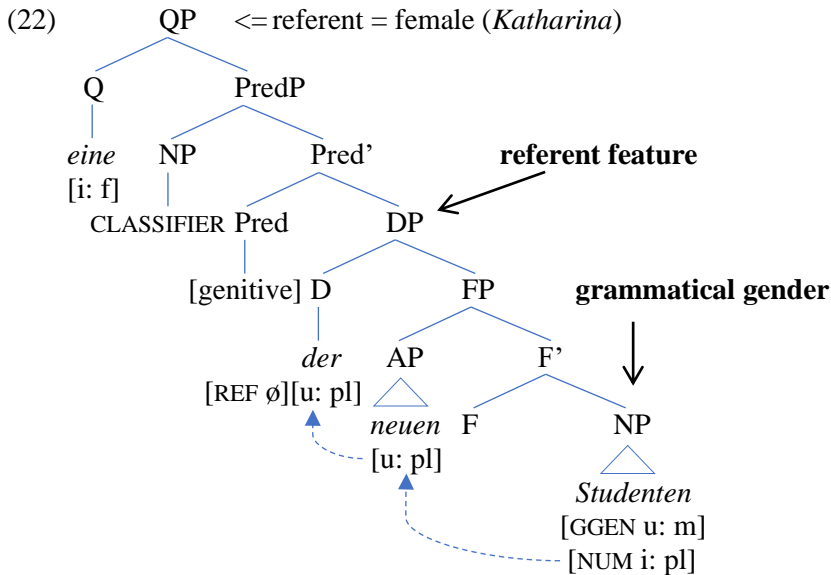 (22) QP <= referent = female (Katharina)
Q PredP
eine NP Pred’ referent feature
[i: f]
CLASSIFIER Pred DP
[genitive] D FP grammatical gender
der AP F’
[REF ø][u: pl]
neuen F NP
[u: pl]
Studenten
[GGEN u: m]
[NUM i: pl]